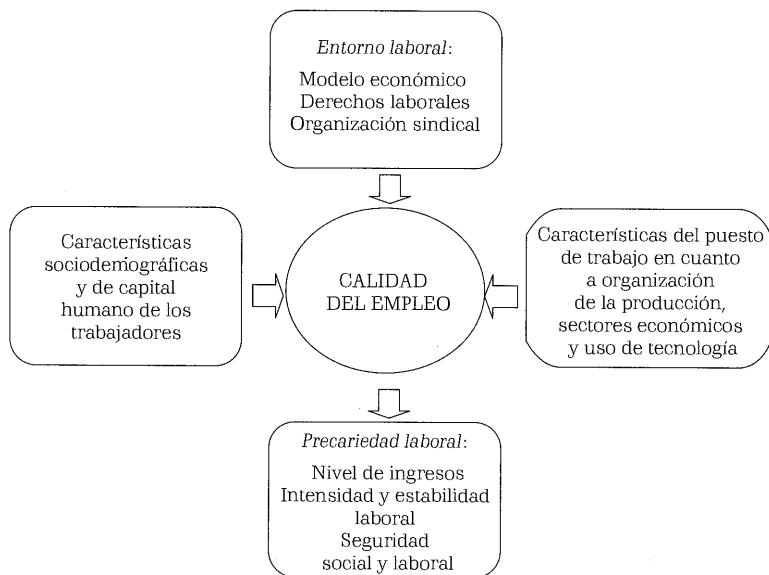 Entorno laboral:
Modelo económico
Derechos laborales
Organización sindical
Características
sociodemográficas
y de capital
humano de los
trabajadores
CALIDAD
DEL EMPLEO
Características del puesto
de trabajo en cuanto
a organización
de la producción,
sectores económicos
y uso de tecnología
Precariedad laboral:
Nivel de ingresos
Intensidad y estabilidad
laboral
Seguridad
social y laboral